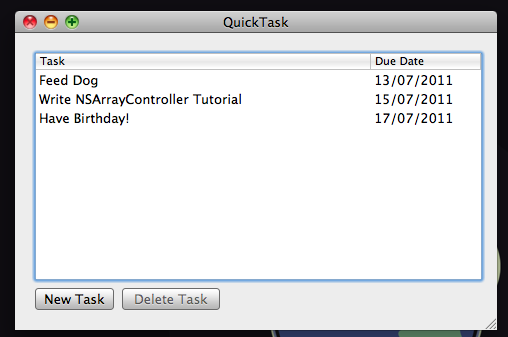 QuickTask
Task Due Date
Feed Dog 13/07/2011
Write NSArrayController Tutorial 15/07/2011
Have Birthday! 17/07/2011
New Task Delete Task